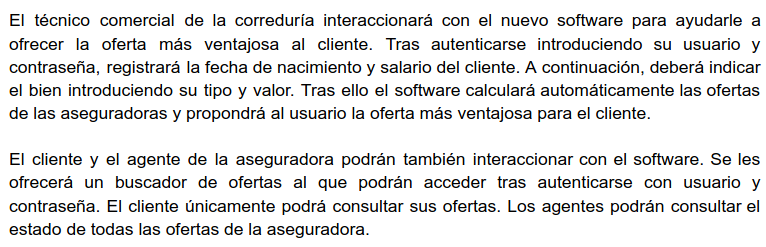 El técnico comercial de la correduría interaccionará con el nuevo software para ayudarle a
ofrecer la oferta más ventajosa al cliente. Tras autenticarse introduciendo su usuario y
contraseña, registrará la fecha de nacimiento y salario del cliente. A continuación, deberá indicar
el bien introduciendo su tipo y valor. Tras ello el software calculará automáticamente las ofertas
de las aseguradoras y propondrá al usuario la oferta más ventajosa para el cliente.
El cliente y el agente de la aseguradora podrán también interaccionar con el software. Se les
ofrecerá un buscador de ofertas al que podrán acceder tras autenticarse con usuario y
contraseña. El cliente únicamente podrá consultar sus ofertas. Los agentes podrán consultar el
estado de todas las ofertas de la aseguradora.